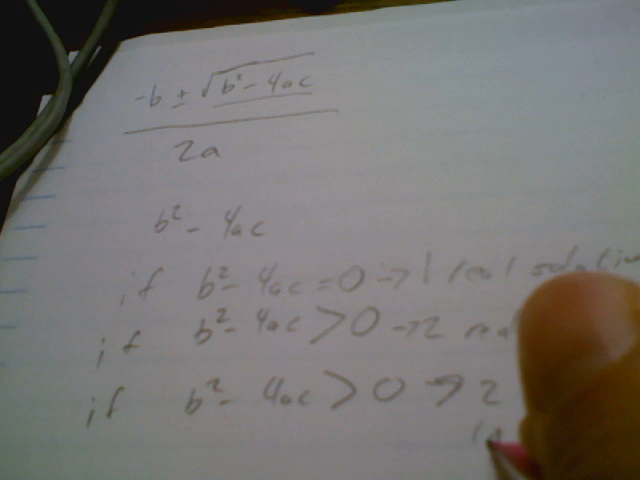 -b ± √b² - 4ac
2a
b² - 4ac
if b² - 4ac = 0 → 1 real
if b² - 4ac > 0 → 2
if b² - 4ac > 0 → 2